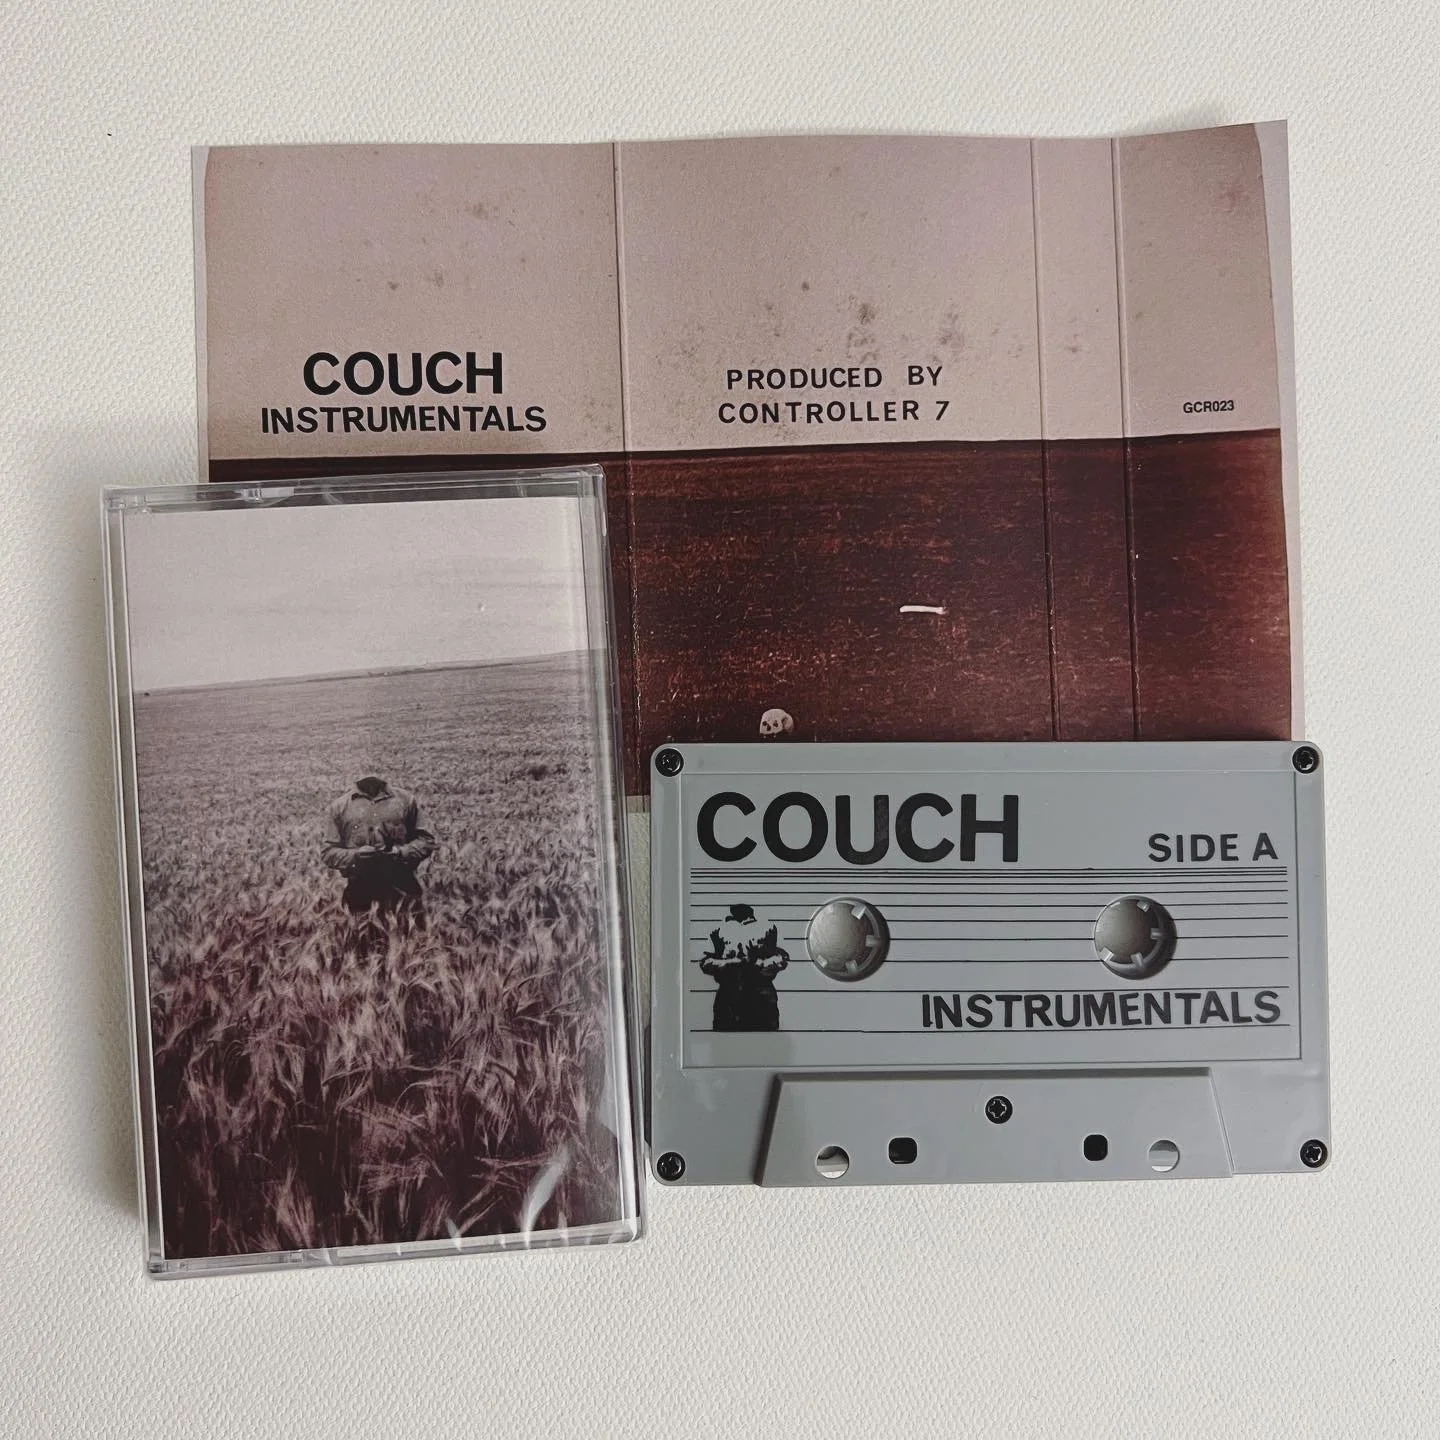 COUCH
INSTRUMENTALS
PRODUCED BY
CONTROLLER 7
GCR023
COUCH
SIDE A
INSTRUMENTALS